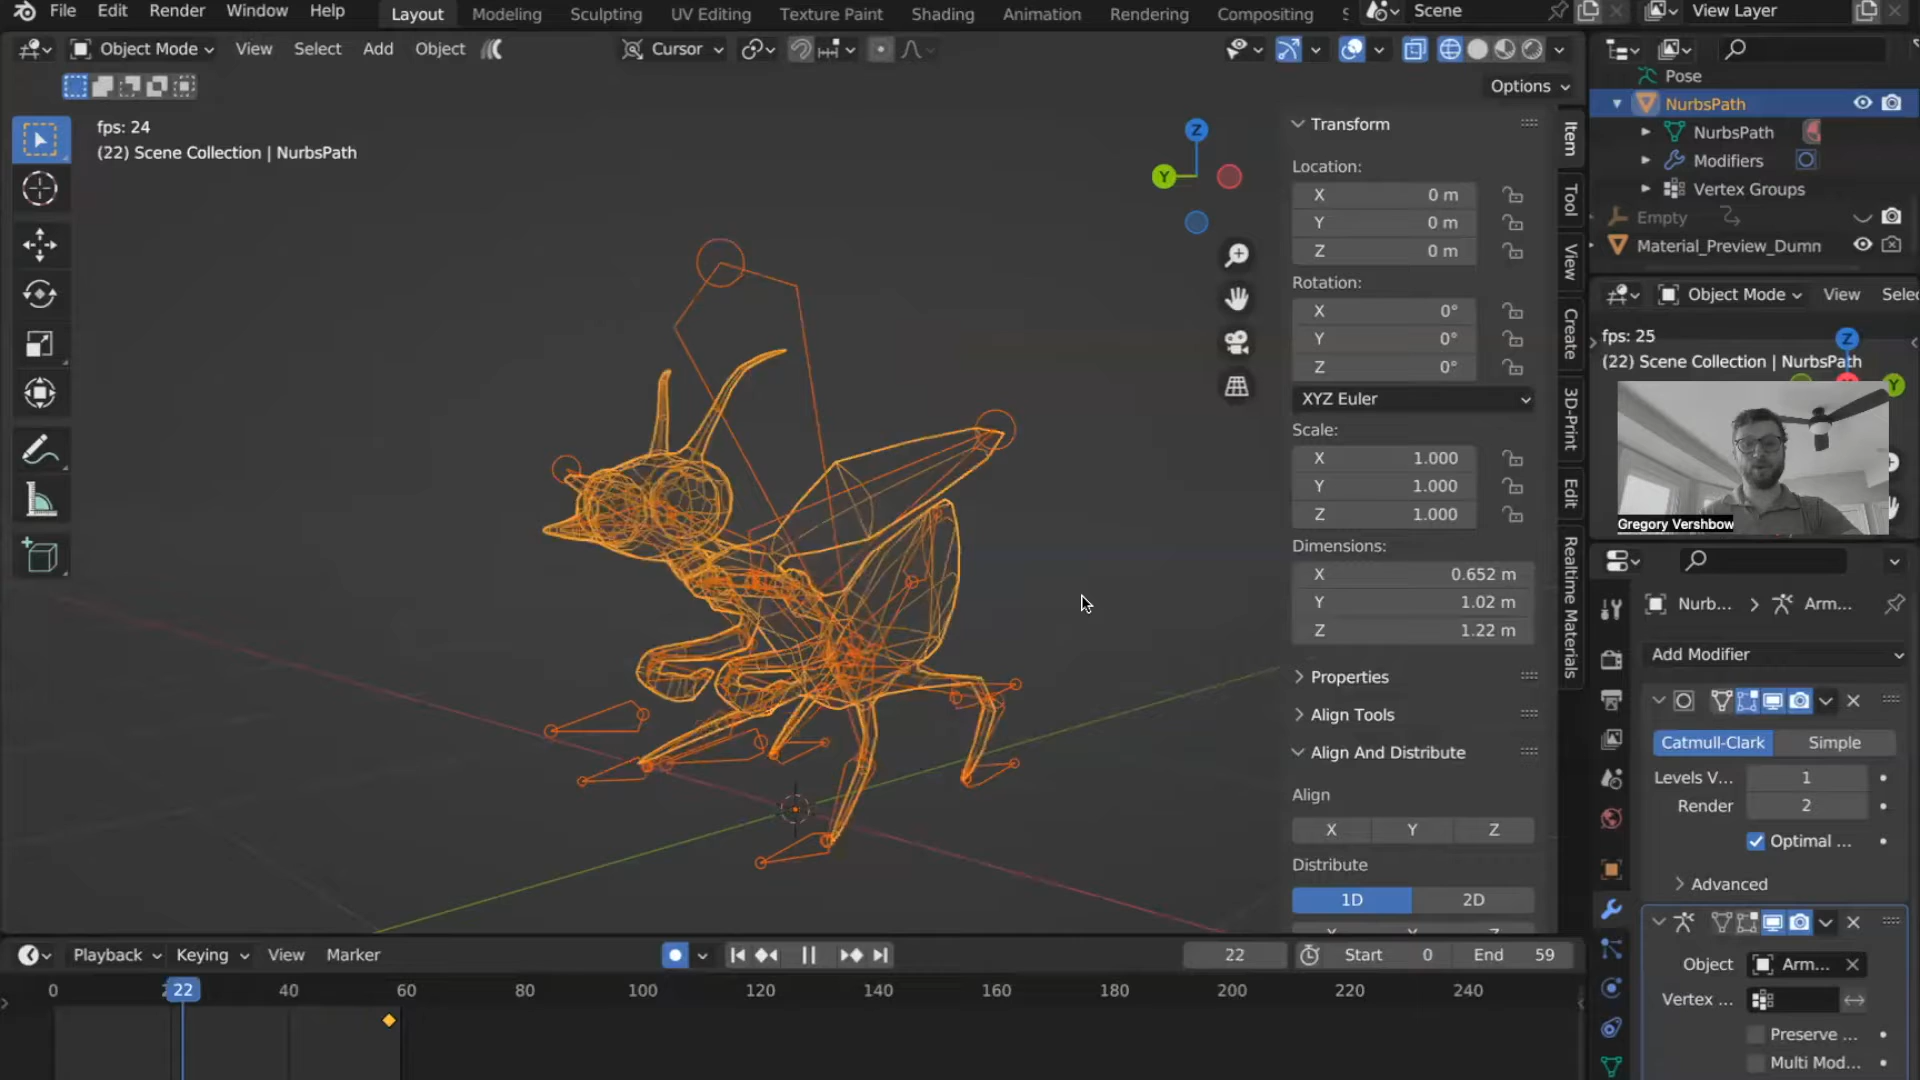 File Edit Render Window Help Layout Modeling Sculpting UV Editing Texture Paint Shading Animation Rendering Compositing Scene View Layer
Object Mode View Select Add Object Cursor
Options
fps: 24
(22) Scene Collection | NurbsPath
Z
Y
Transform
Location:
X 0 m
Y 0 m
Z 0 m
Rotation:
X 0°
Y 0°
Z 0°
XYZ Euler
Scale:
X 1.000
Y 1.000
Z 1.000
Dimensions:
X 0.652 m
Y 1.02 m
Z 1.22 m
Properties
Align Tools
Align And Distribute
Align
X Y Z
Distribute
1D 2D
Item
Tool
View
Create
3D-Print
Edit
Realtime Materials
Pose
NurbsPath
NurbsPath
Modifiers
Vertex Groups
Empty
Material_Preview_Dumn
Object Mode View Selec
fps: 25
(22) Scene Collection | NurbsPath
Z
Y
Gregory Vershbow
Nurb... > Arm...
Add Modifier
Catmull-Clark Simple
Levels V... 1
Render 2
Optimal ...
Advanced
Object Arm...
Vertex ...
Preserve ...
Multi Mod...
Playback Keying View Marker 22 Start 0 End 59
0 22 40 60 80 100 120 140 160 180 200 220 240